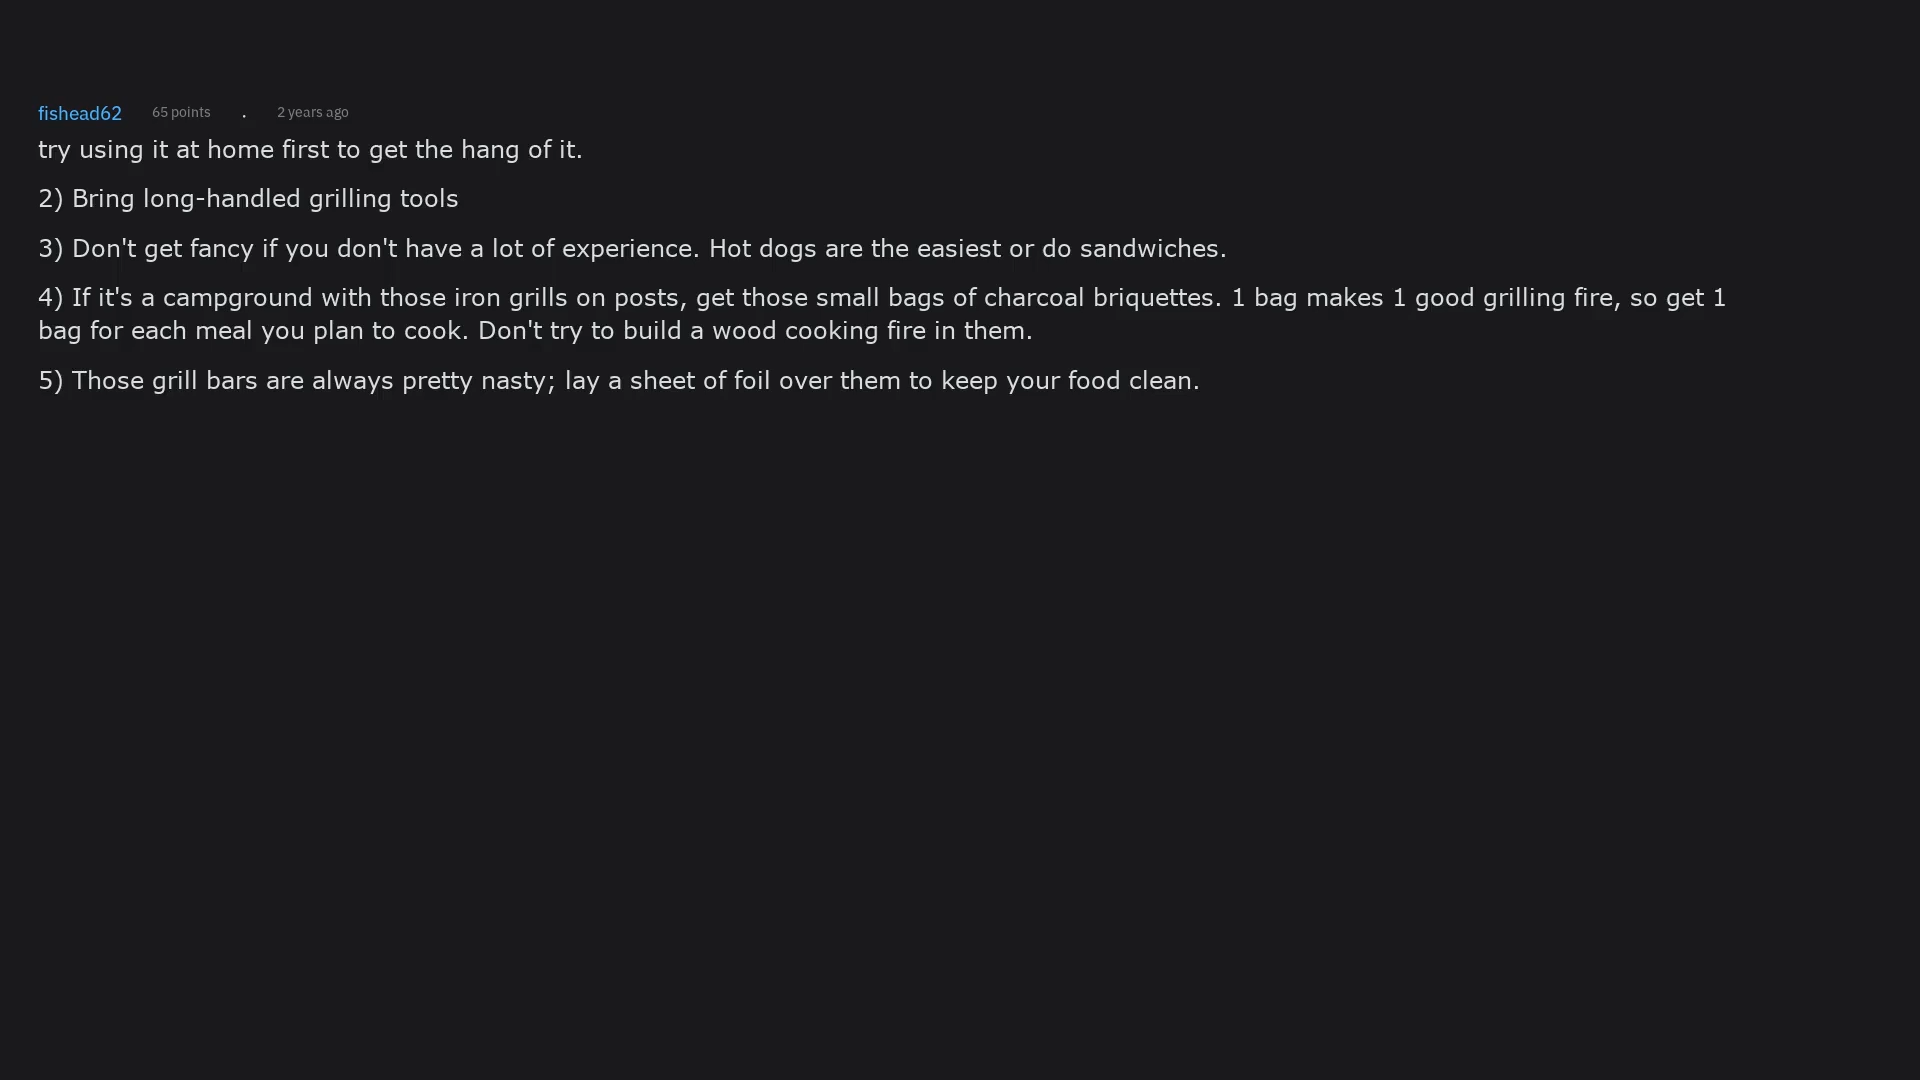 fishead62 65 points . 2 years ago
try using it at home first to get the hang of it.
2) Bring long-handled grilling tools
3) Don't get fancy if you don't have a lot of experience. Hot dogs are the easiest or do sandwiches.
4) If it's a campground with those iron grills on posts, get those small bags of charcoal briquettes. 1 bag makes 1 good grilling fire, so get 1
bag for each meal you plan to cook. Don't try to build a wood cooking fire in them.
5) Those grill bars are always pretty nasty; lay a sheet of foil over them to keep your food clean.